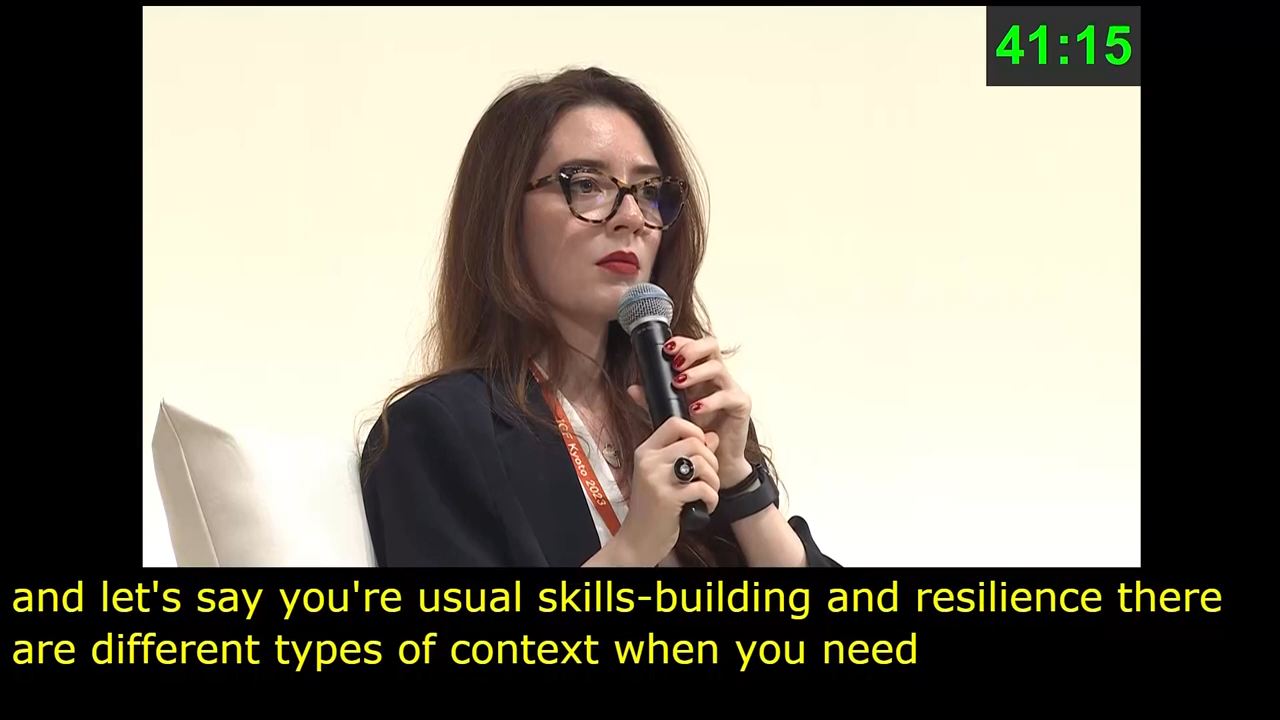 41:15
IGF Kyoto 2023
and let's say you're usual skills-building and resilience there
are different types of context when you need